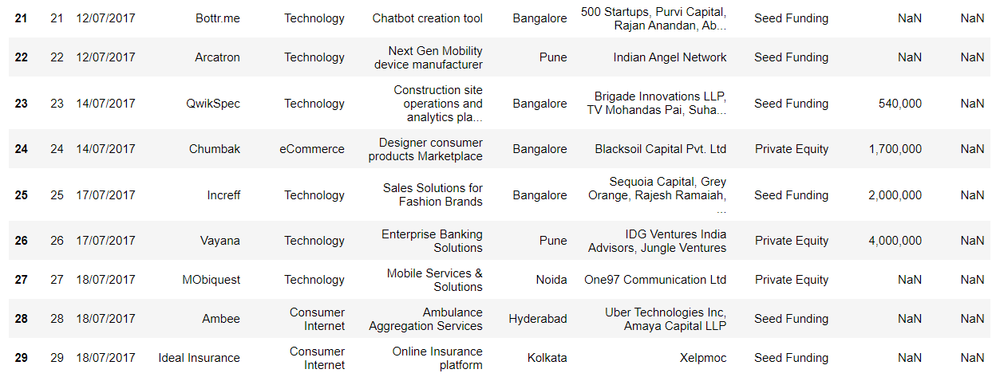 21 21 12/07/2017 Bottr.me Technology Chatbot creation tool Bangalore 500 Startups, Purvi Capital, Rajan Anandan, Ab... Seed Funding NaN NaN
22 22 12/07/2017 Arcatron Technology Next Gen Mobility device manufacturer Pune Indian Angel Network Seed Funding NaN NaN
23 23 14/07/2017 QwikSpec Technology Construction site operations and analytics pla... Bangalore Brigade Innovations LLP, TV Mohandas Pai, Suha... Seed Funding 540,000 NaN
24 24 14/07/2017 Chumbak eCommerce Designer consumer products Marketplace Bangalore Blacksoil Capital Pvt. Ltd Private Equity 1,700,000 NaN
25 25 17/07/2017 Increff Technology Sales Solutions for Fashion Brands Bangalore Sequoia Capital, Grey Orange, Rajesh Ramaiah, ... Seed Funding 2,000,000 NaN
26 26 17/07/2017 Vayana Technology Enterprise Banking Solutions Pune IDG Ventures India Advisors, Jungle Ventures Private Equity 4,000,000 NaN
27 27 18/07/2017 MObiquest Technology Mobile Services & Solutions Noida One97 Communication Ltd Private Equity NaN NaN
28 28 18/07/2017 Ambee Consumer Internet Ambulance Aggregation Services Hyderabad Uber Technologies Inc, Amaya Capital LLP Seed Funding NaN NaN
29 29 18/07/2017 Ideal Insurance Consumer Internet Online Insurance platform Kolkata Xelpmoc Seed Funding NaN NaN